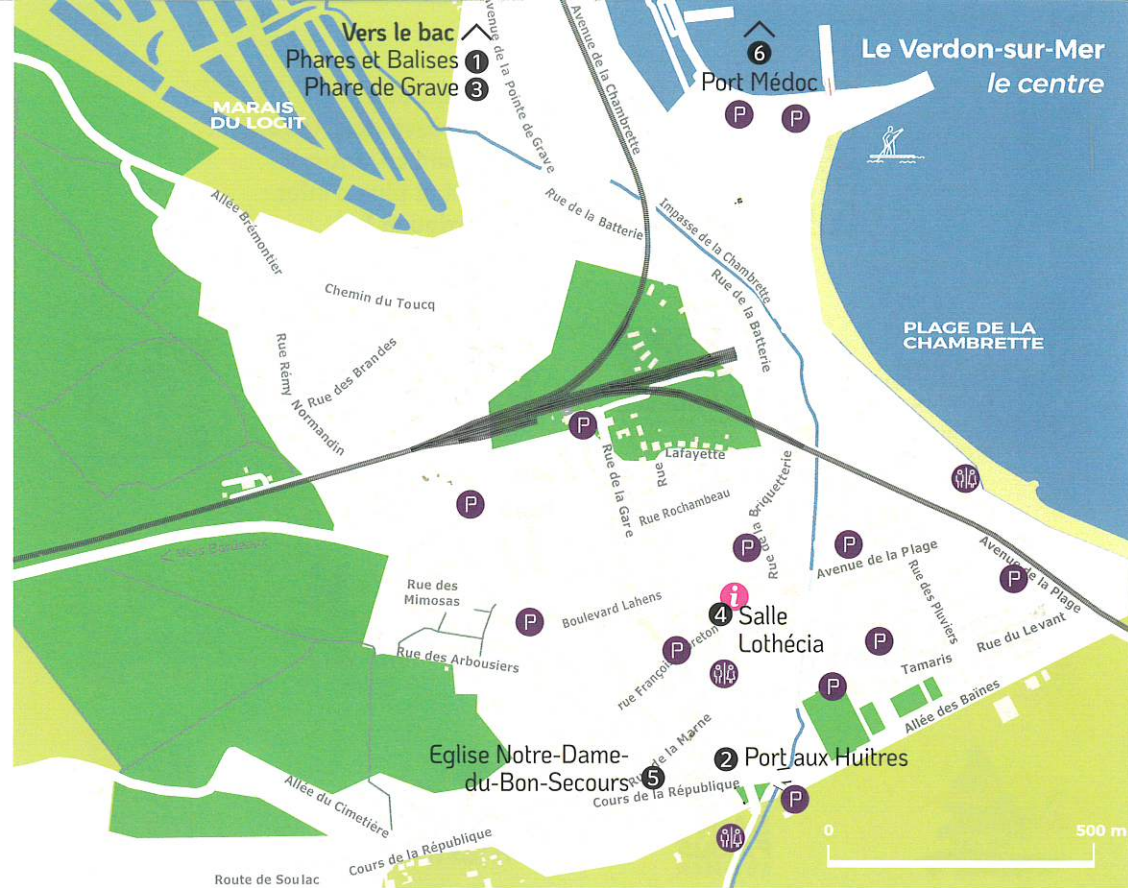 Vers le bac
Phares et Balises 1
Phare de Grave 3
6
Port Médoc
Le Verdon-sur-Mer
le centre
MARAIS
DU LOGIT
Avenue de la Pointe de Grave
Avenue de la Chambrette
P
P
Allée Brémontier
Rue de la Batterie
Impasse de la Chambrette
Rue de la Batterie
Chemin du Toucq
PLAGE DE LA
CHAMBRETTE
Rue Rémy
Normandin
Rue des Brandes
P
Rue de la Gare
Rue
Lafayette
Rue Rochambeau
Rue de la Briquetterie
P
P
P
Avenue de la Plage
Avenue de la Plage
P
< Vers Bordeaux
Rue des
Mimosas
Rue des Arbousiers
P
Boulevard Lahens
i
4 Salle
Lothécia
rue François
reton
P
Rue des Pluviers
Rue du Levant
P
Tamaris
P
Allée des Baïnes
Eglise Notre-Dame-
du-Bon-Secours 5
Rue de la Marne
2 Port aux Huitres
Cours de la République
P
Allée du Cimetière
Cours de la République
Route de Soulac
0
500 m